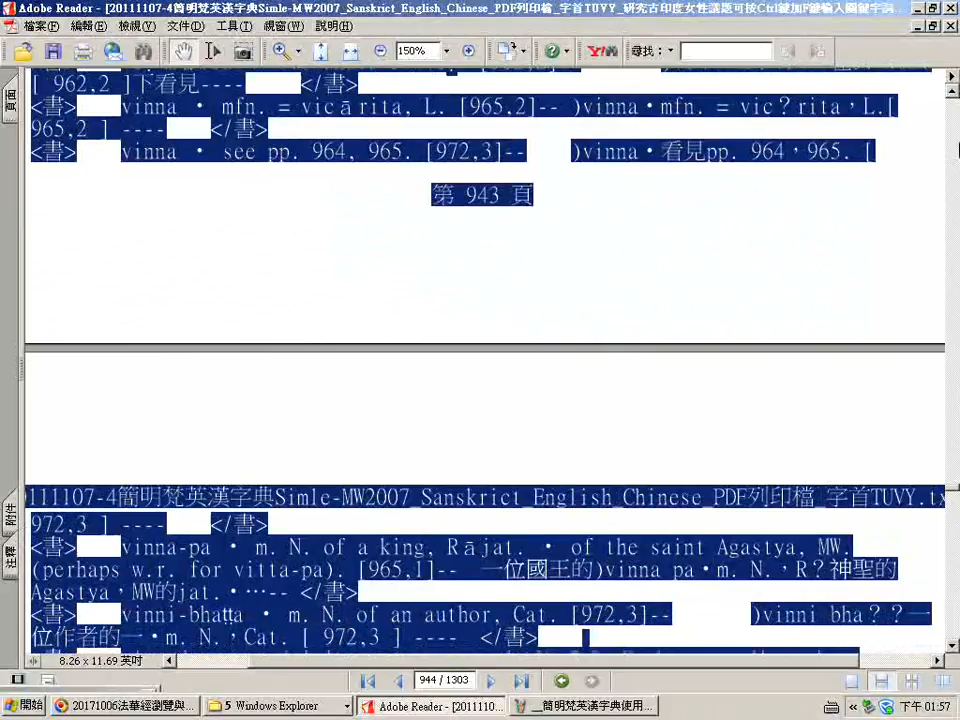 Adobe Reader - [20111107-4簡明梵英漢字典Simle-MW2007_Sanskrict_English_Chinese_PDF列印檔_字首TUVY_研究古印度女性議題可按Ctrl鍵加F鍵輸入關鍵字詞
檔案(F) 編輯(E) 檢視(V) 文件(D) 工具(T) 視窗(W) 說明(H)
150% 尋找:
頁面
[ 962,2 ]下看見---- </書>
<書> vinna • mfn. = vicārita, L. [965,2]-- )vinna•mfn. = vic？rita，L.[
965,2 ] ---- </書>
<書> vinna • see pp. 964, 965. [972,3]-- )vinna•看見pp. 964，965. [
第 943 頁
0111107-4簡明梵英漢字典Simle-MW2007_Sanskrict_English_Chinese_PDF列印檔_字首TUVY.tx
972,3 ] ---- </書>
<書> vinna-pa • m. N. of a king, Rājat. • of the saint Agastya, MW.
(perhaps w.r. for vitta-pa). [965,1]-- 一位國王的)vinna pa•m. N.，R？神聖的
Agastya，MW的jat.•…-- </書>
<書> vinni-bhaṭṭa • m. N. of an author, Cat. [972,3]-- )vinni bha？？一
位作者的一•m. N.，Cat. [ 972,3 ] ---- </書>
附件
注釋
8.26 x 11.69 英吋
944 / 1303
開始 20171006法華經瀏覽與... 5 Windows Explorer Adobe Reader - [2011110... __簡明梵英字典使用... 下午 01:57